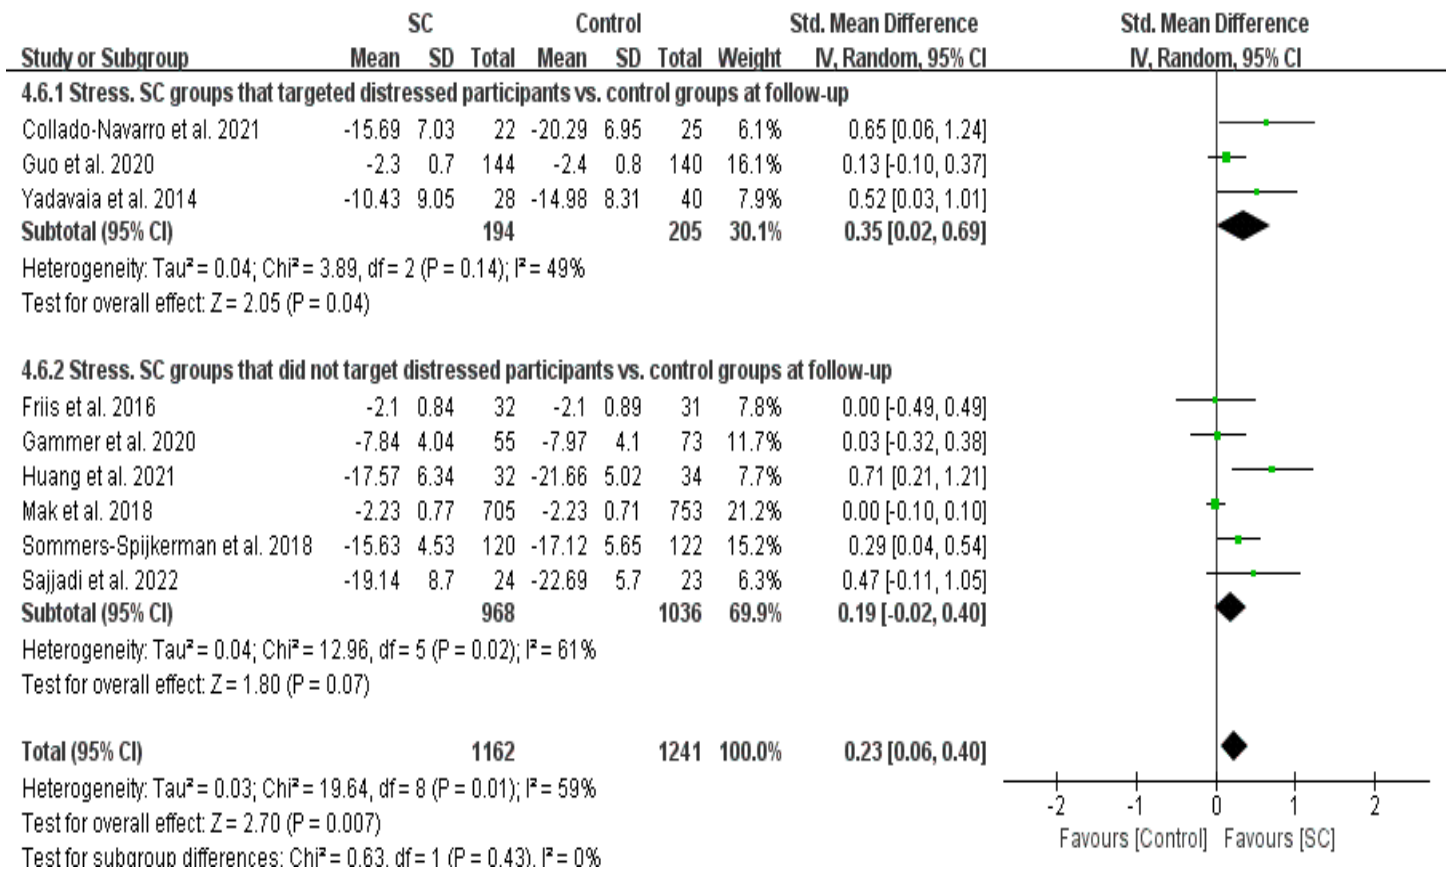 SC Control Std. Mean Difference Std. Mean Difference
Study or Subgroup Mean SD Total Mean SD Total Weight IV, Random, 95% CI IV, Random, 95% CI
4.6.1 Stress. SC groups that targeted distressed participants vs. control groups at follow-up
Collado-Navarro et al. 2021 -15.69 7.03 22 -20.29 6.95 25 6.1% 0.65 [0.06, 1.24]
Guo et al. 2020 -2.3 0.7 144 -2.4 0.8 140 16.1% 0.13 [-0.10, 0.37]
Yadavaia et al. 2014 -10.43 9.05 28 -14.98 8.31 40 7.9% 0.52 [0.03, 1.01]
Subtotal (95% CI) 194 205 30.1% 0.35 [0.02, 0.69]
Heterogeneity: Tau² = 0.04; Chi² = 3.89, df = 2 (P = 0.14); I² = 49%
Test for overall effect: Z = 2.05 (P = 0.04)
4.6.2 Stress. SC groups that did not target distressed participants vs. control groups at follow-up
Friis et al. 2016 -2.1 0.84 32 -2.1 0.89 31 7.8% 0.00 [-0.49, 0.49]
Gammer et al. 2020 -7.84 4.04 55 -7.97 4.1 73 11.7% 0.03 [-0.32, 0.38]
Huang et al. 2021 -17.57 6.34 32 -21.66 5.02 34 7.7% 0.71 [0.21, 1.21]
Mak et al. 2018 -2.23 0.77 705 -2.23 0.71 753 21.2% 0.00 [-0.10, 0.10]
Sommers-Spijkerman et al. 2018 -15.63 4.53 120 -17.12 5.65 122 15.2% 0.29 [0.04, 0.54]
Sajjadi et al. 2022 -19.14 8.7 24 -22.69 5.7 23 6.3% 0.47 [-0.11, 1.05]
Subtotal (95% CI) 968 1036 69.9% 0.19 [-0.02, 0.40]
Heterogeneity: Tau² = 0.04; Chi² = 12.96, df = 5 (P = 0.02); I² = 61%
Test for overall effect: Z = 1.80 (P = 0.07)
Total (95% CI) 1162 1241 100.0% 0.23 [0.06, 0.40]
Heterogeneity: Tau² = 0.03; Chi² = 19.64, df = 8 (P = 0.01); I² = 59%
Test for overall effect: Z = 2.70 (P = 0.007)
Test for subgroup differences: Chi² = 0.63, df = 1 (P = 0.43), I² = 0%
-2 -1 0 1 2
Favours [Control] Favours [SC]